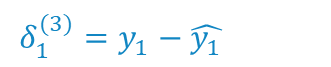 δ₁⁽³⁾ = y₁ − ŷ₁